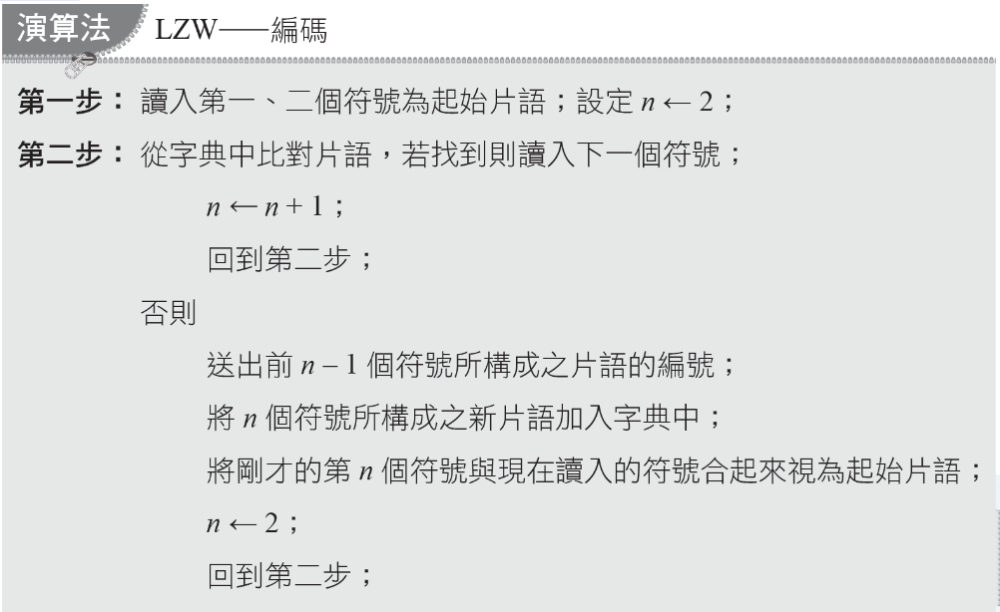 演算法 LZW——編碼
第一步：讀入第一、二個符號為起始片語；設定 n ← 2；
第二步：從字典中比對片語，若找到則讀入下一個符號；
n ← n + 1；
回到第二步；
否則
送出前 n – 1 個符號所構成之片語的編號；
將 n 個符號所構成之新片語加入字典中；
將剛才的第 n 個符號與現在讀入的符號合起來視為起始片語；
n ← 2；
回到第二步；